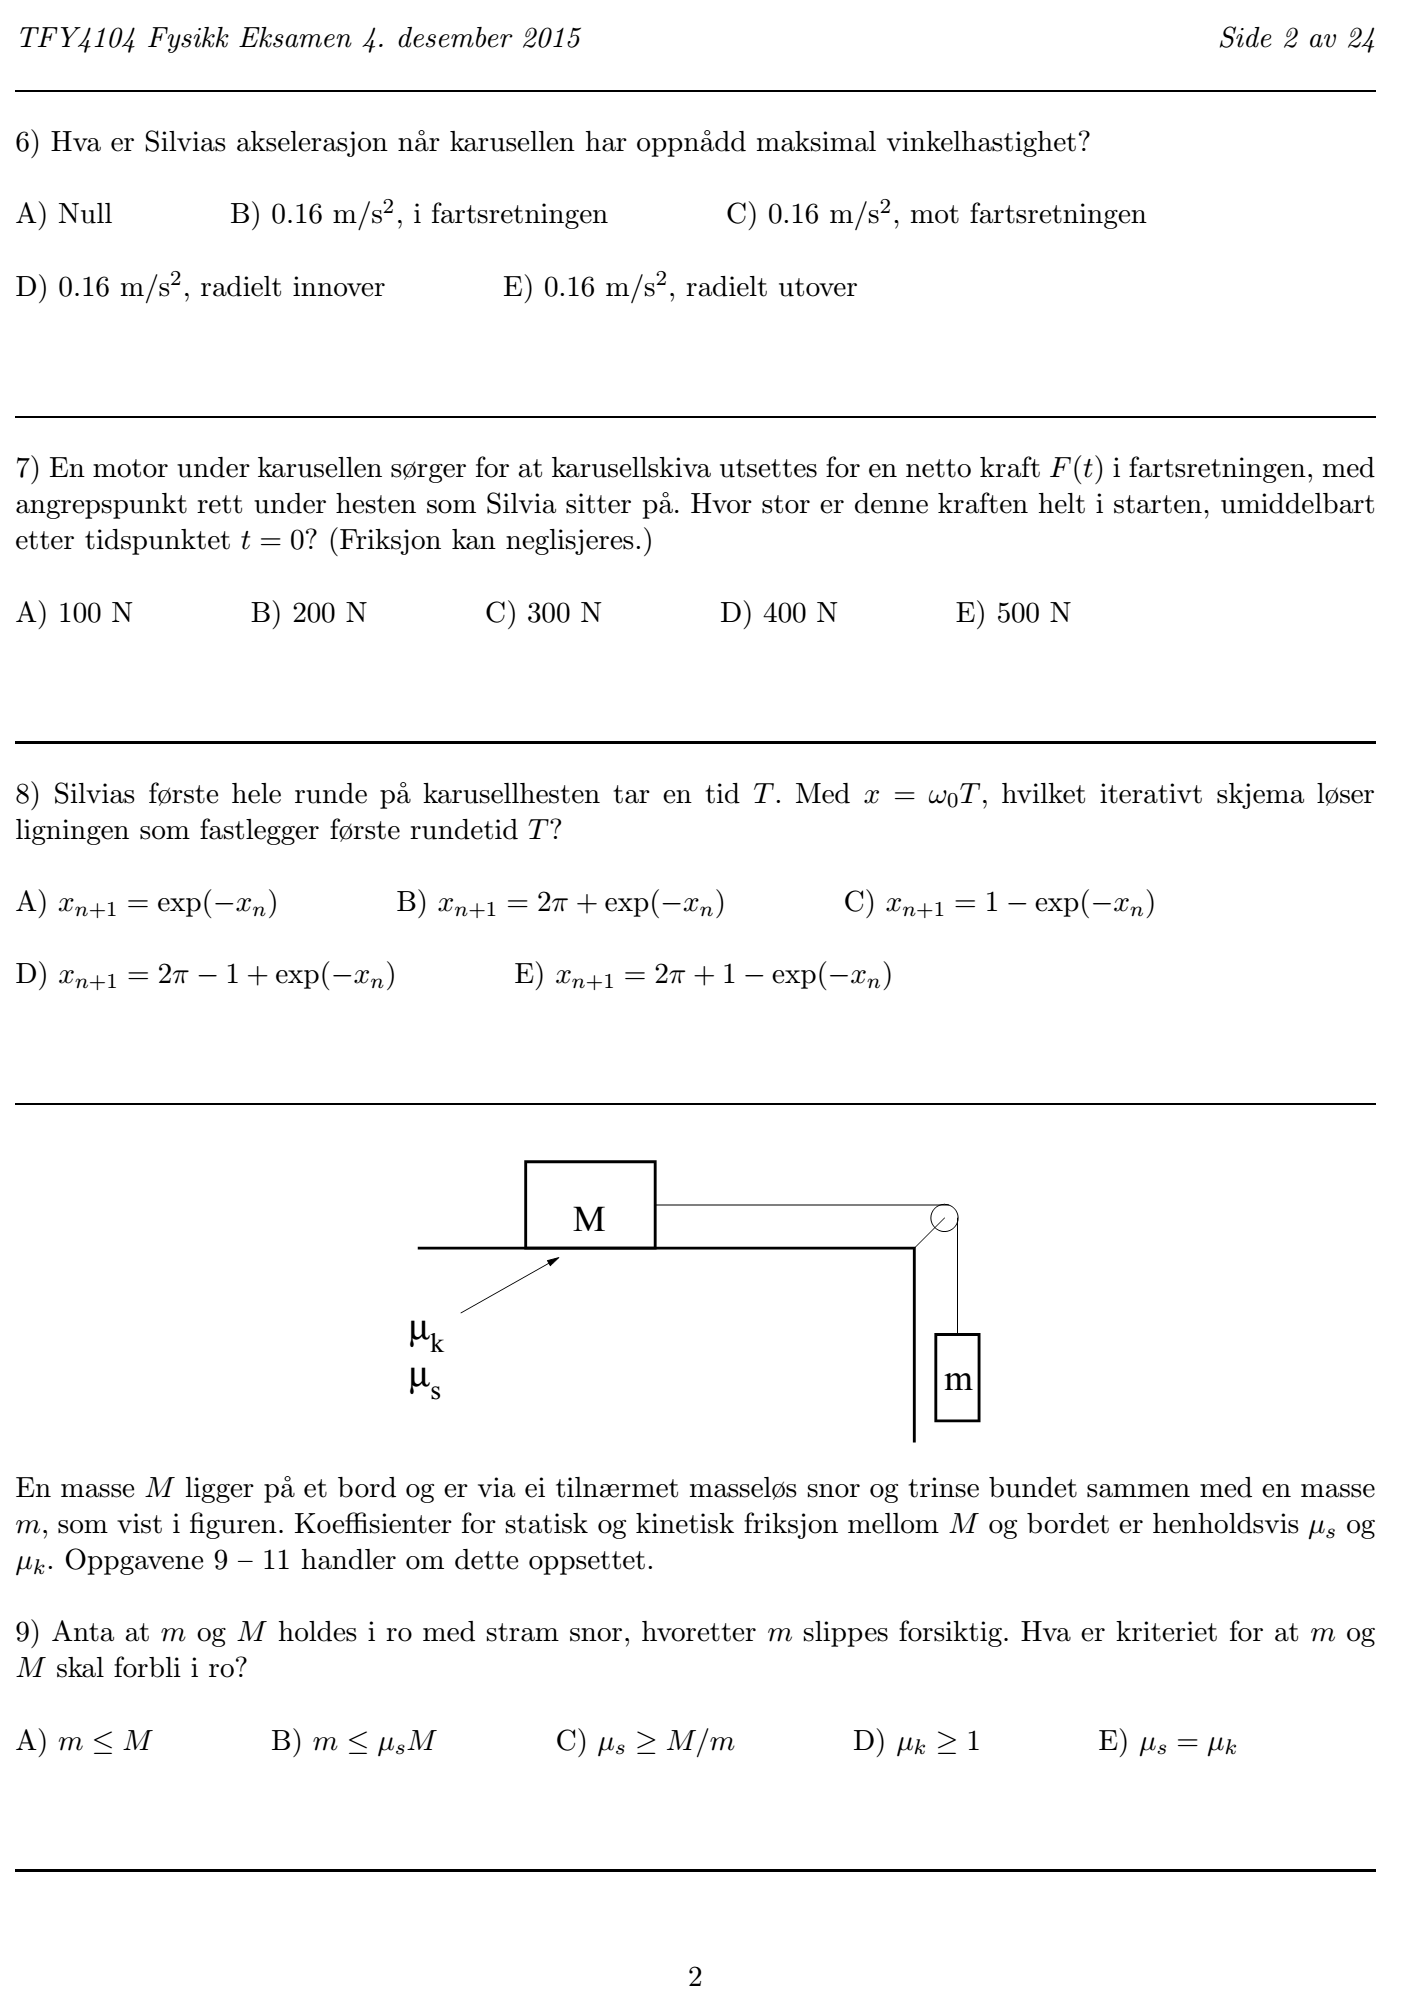 TFY4104 Fysikk Eksamen 4. desember 2015 Side 2 av 24
6) Hva er Silvias akselerasjon når karusellen har oppnådd maksimal vinkelhastighet?
A) Null B) 0.16 m/s², i fartsretningen C) 0.16 m/s², mot fartsretningen
D) 0.16 m/s², radielt innover E) 0.16 m/s², radielt utover
7) En motor under karusellen sørger for at karusellskiva utsettes for en netto kraft F(t) i fartsretningen, med
angrepspunkt rett under hesten som Silvia sitter på. Hvor stor er denne kraften helt i starten, umiddelbart
etter tidspunktet t = 0? (Friksjon kan neglisjeres.)
A) 100 N B) 200 N C) 300 N D) 400 N E) 500 N
8) Silvias første hele runde på karusellhesten tar en tid T. Med x = ω₀T, hvilket iterativt skjema løser
ligningen som fastlegger første rundetid T?
A) xₙ₊₁ = exp(−xₙ) B) xₙ₊₁ = 2π + exp(−xₙ) C) xₙ₊₁ = 1 − exp(−xₙ)
D) xₙ₊₁ = 2π − 1 + exp(−xₙ) E) xₙ₊₁ = 2π + 1 − exp(−xₙ)
M
μk
μs
m
En masse M ligger på et bord og er via ei tilnærmet masseløs snor og trinse bundet sammen med en masse
m, som vist i figuren. Koeffisienter for statisk og kinetisk friksjon mellom M og bordet er henholdsvis μs og
μk. Oppgavene 9 – 11 handler om dette oppsettet.
9) Anta at m og M holdes i ro med stram snor, hvoretter m slippes forsiktig. Hva er kriteriet for at m og
M skal forbli i ro?
A) m ≤ M B) m ≤ μsM C) μs ≥ M/m D) μk ≥ 1 E) μs = μk
2